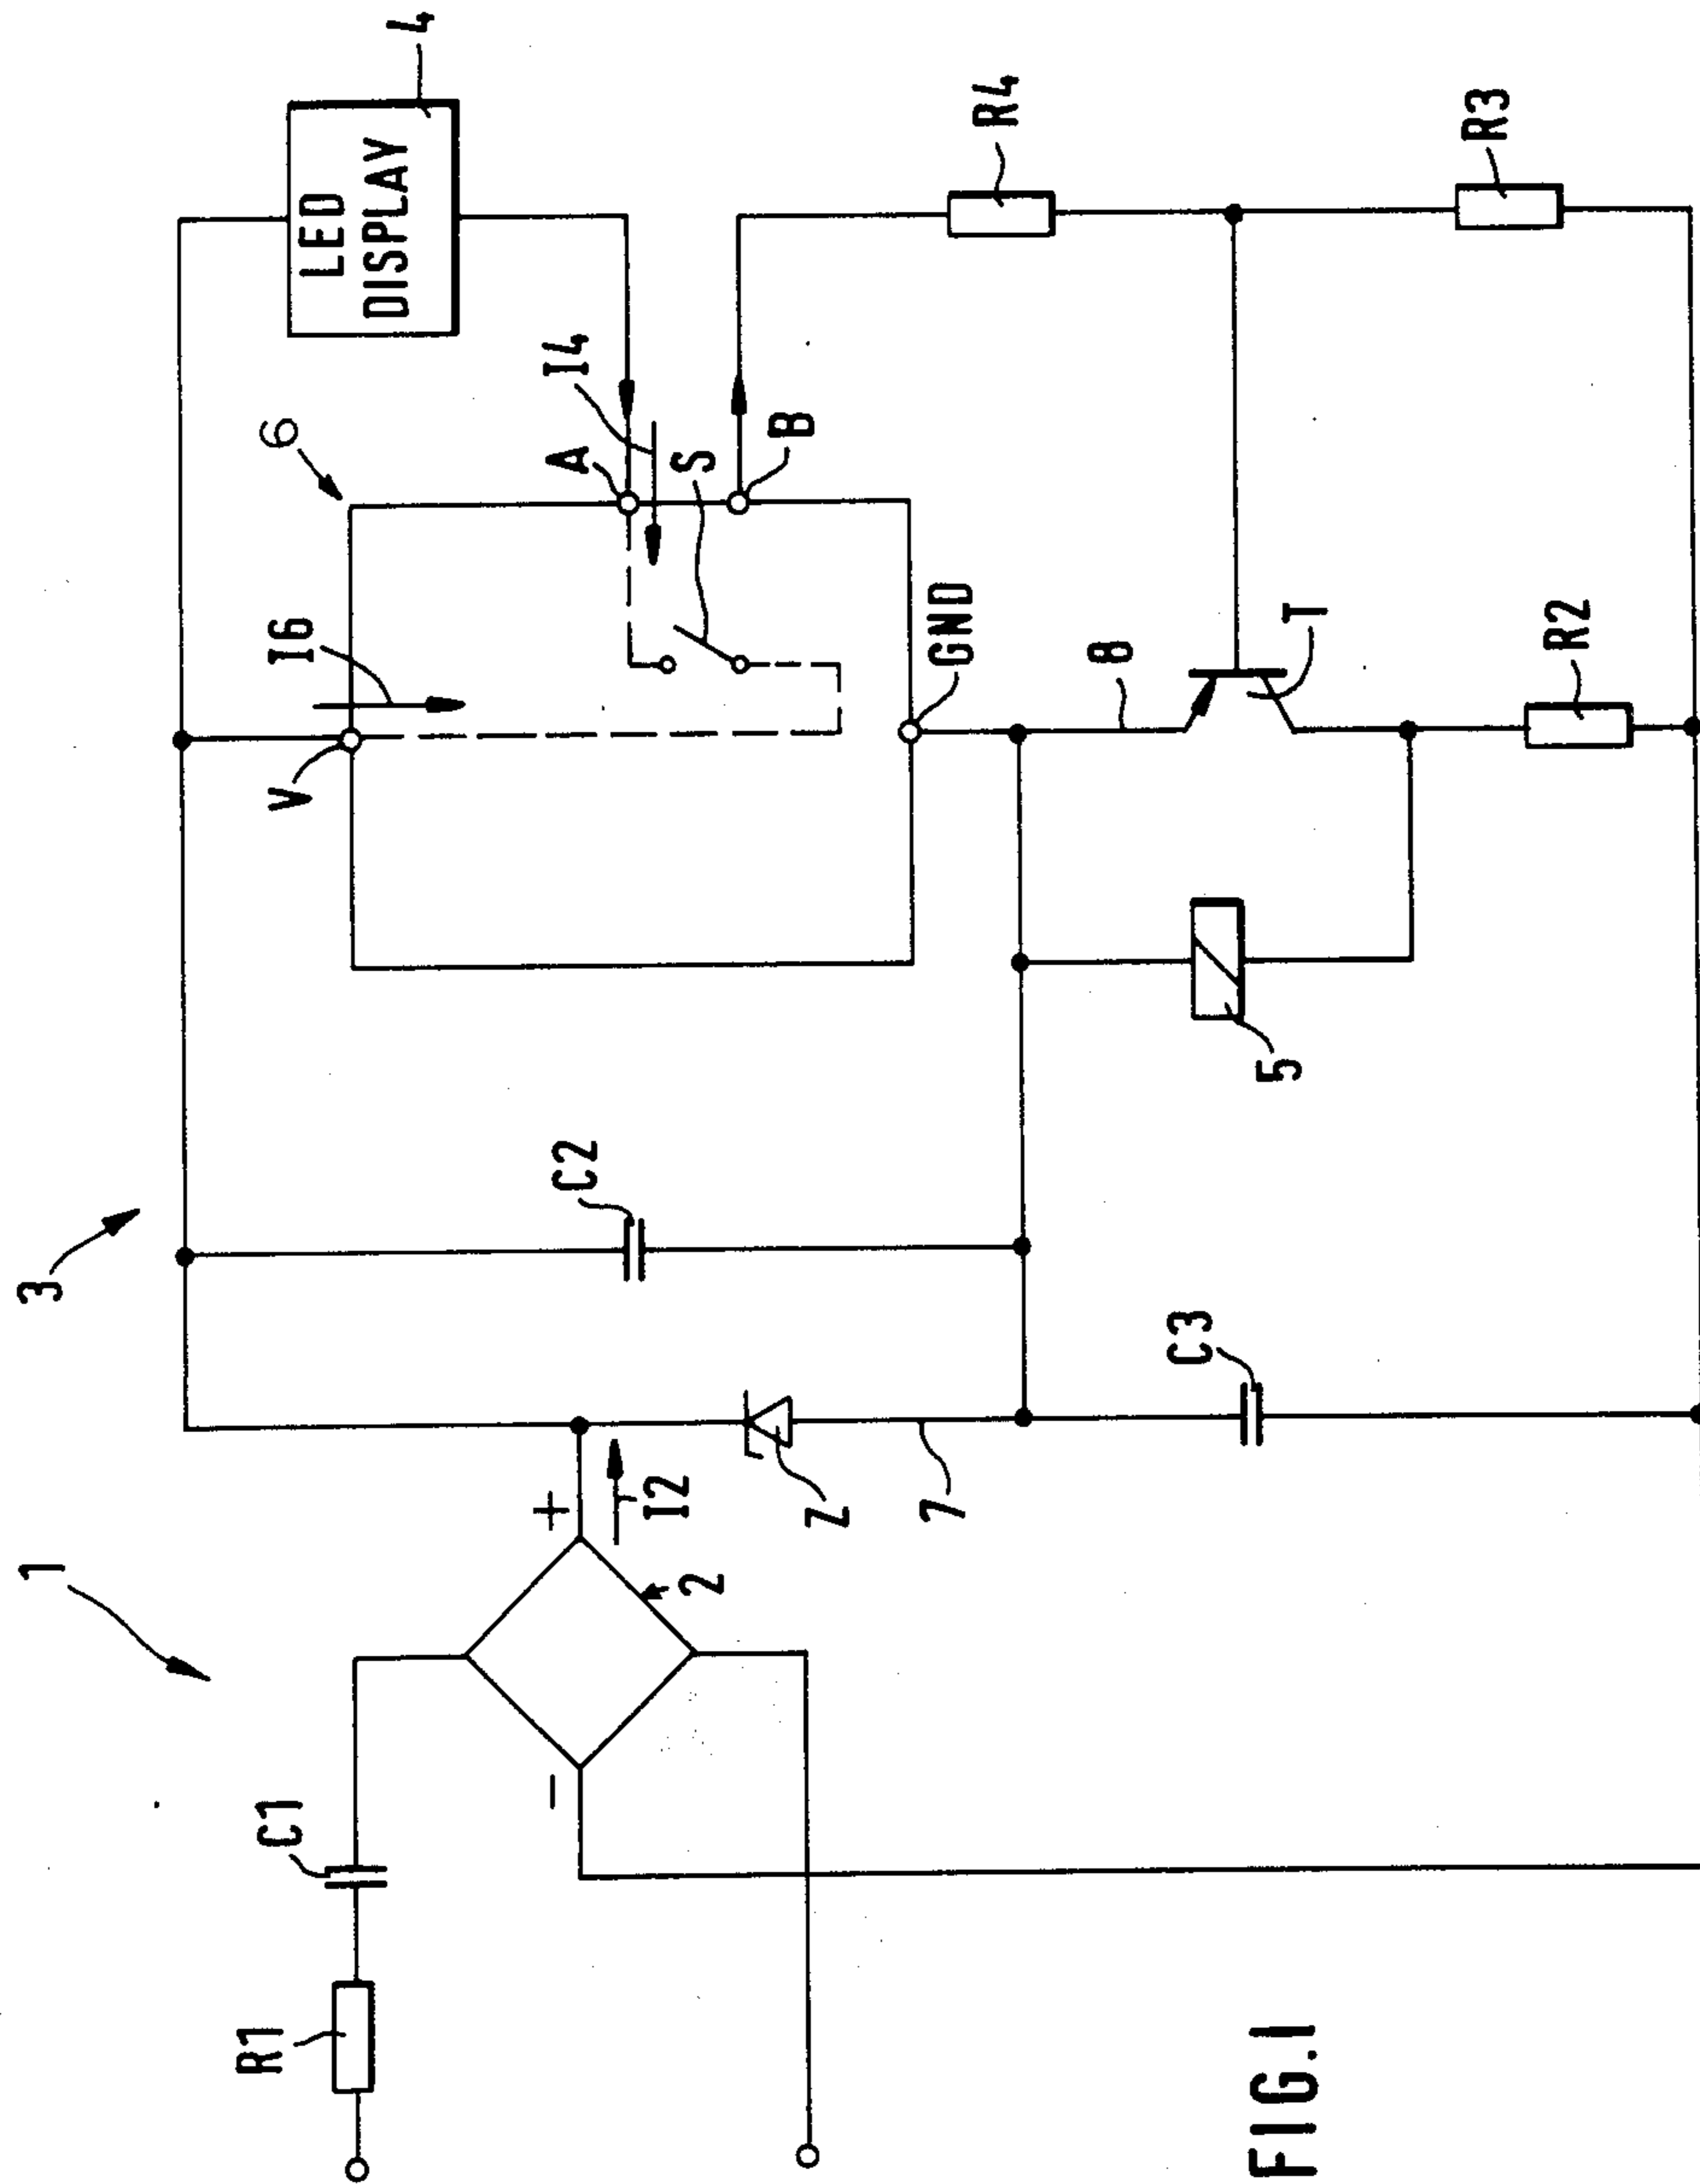 1
3
R1
C1
+
-
I2
2
Z
7
C2
C3
5
V
I6
6
A
I4
S
B
GND
8
T
R2
LED
DISPLAY
4
R4
R3
FIG.1